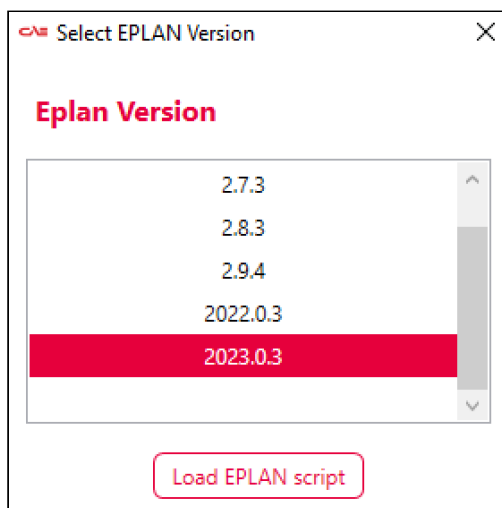 CAE Select EPLAN Version
Eplan Version
2.7.3
2.8.3
2.9.4
2022.0.3
2023.0.3
Load EPLAN script